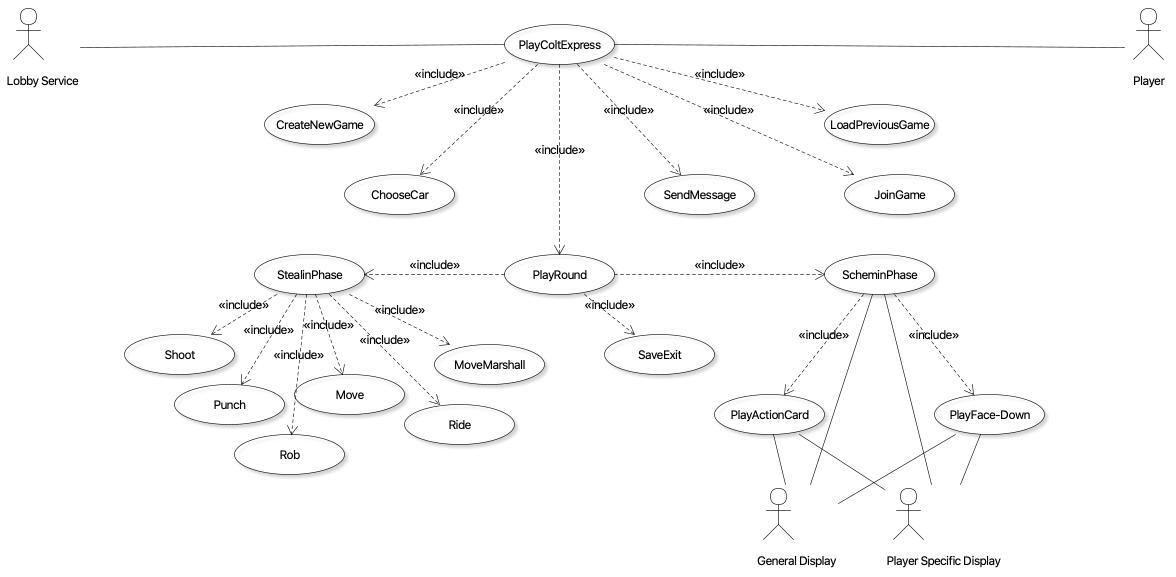 PlayColtExpress
Lobby Service
Player
«include»
«include»
«include»
«include»
«include»
«include»
CreateNewGame
LoadPreviousGame
ChooseCar
SendMessage
JoinGame
StealinPhase
«include»
PlayRound
«include»
ScheminPhase
«include»
«include»
«include»
«include»
«include»
«include»
«include»
«include»
«include»
Shoot
MoveMarshall
SaveExit
Punch
Move
Ride
Rob
PlayActionCard
PlayFace-Down
General Display
Player Specific Display